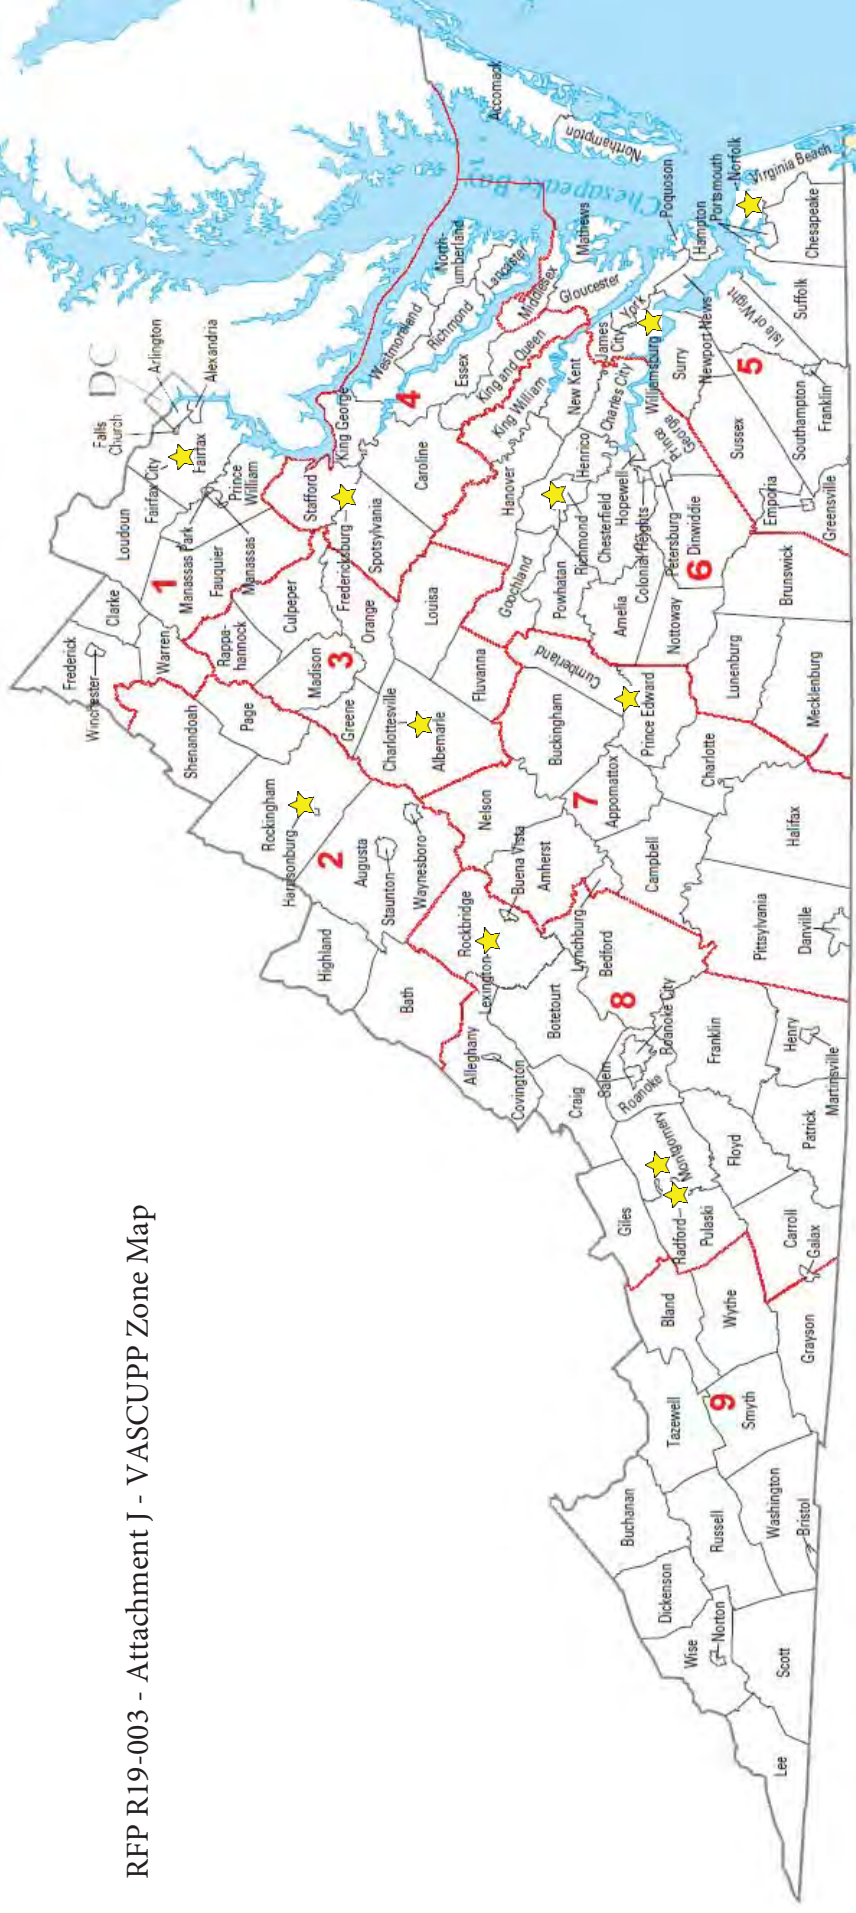 RFP R19-003 - Attachment J - VASCUPP Zone Map
DC
Arlington
Alexandria
Falls
Church
Fairfax City
Fairfax
Loudoun
Prince
William
Manassas Park
Manassas
Fauquier
1
Clarke
Frederick
Winchester
Warren
Rappa-
hannock
Culpeper
Madison
3
Orange
Greene
Louisa
Fluvanna
Charlottesville
Albemarle
Shenandoah
Page
Rockingham
Harrisonburg
2
Augusta
Staunton
Waynesboro
Highland
Bath
Stafford
King George
Fredericksburg
Spotsylvania
Caroline
4
Westmoreland
North-
umberland
Richmond
Lancaster
Essex
Middlesex
King and Queen
King William
Gloucester
Mathews
Chesapeake Bay
Accomack
Northampton
Hanover
New Kent
James
City
York
Charles City
Williamsburg
Henrico
Richmond
Goochland
Powhatan
Chesterfield
Hopewell
Colonial Heights
Prince
George
Petersburg
Dinwiddie
6
Amelia
Nottoway
Brunswick
Lunenburg
Mecklenburg
Poquoson
Hampton
Portsmouth
Norfolk
Virginia Beach
Chesapeake
Suffolk
Isle of Wight
Newport News
Surry
5
Sussex
Southampton
Franklin
Emporia
Greensville
Cumberland
Buckingham
Prince Edward
Charlotte
Appomattox
7
Nelson
Amherst
Buena Vista
Campbell
Halifax
Pittsylvania
Danville
Lynchburg
Rockbridge
Lexington
Alleghany
Covington
Botetourt
Bedford
8
Craig
Salem
Roanoke
Roanoke City
Franklin
Henry
Martinsville
Patrick
Floyd
Montgomery
Radford
Pulaski
Giles
Carroll
Galax
Bland
Wythe
Grayson
9
Smyth
Tazewell
Buchanan
Russell
Washington
Bristol
Dickenson
Wise
Norton
Scott
Lee